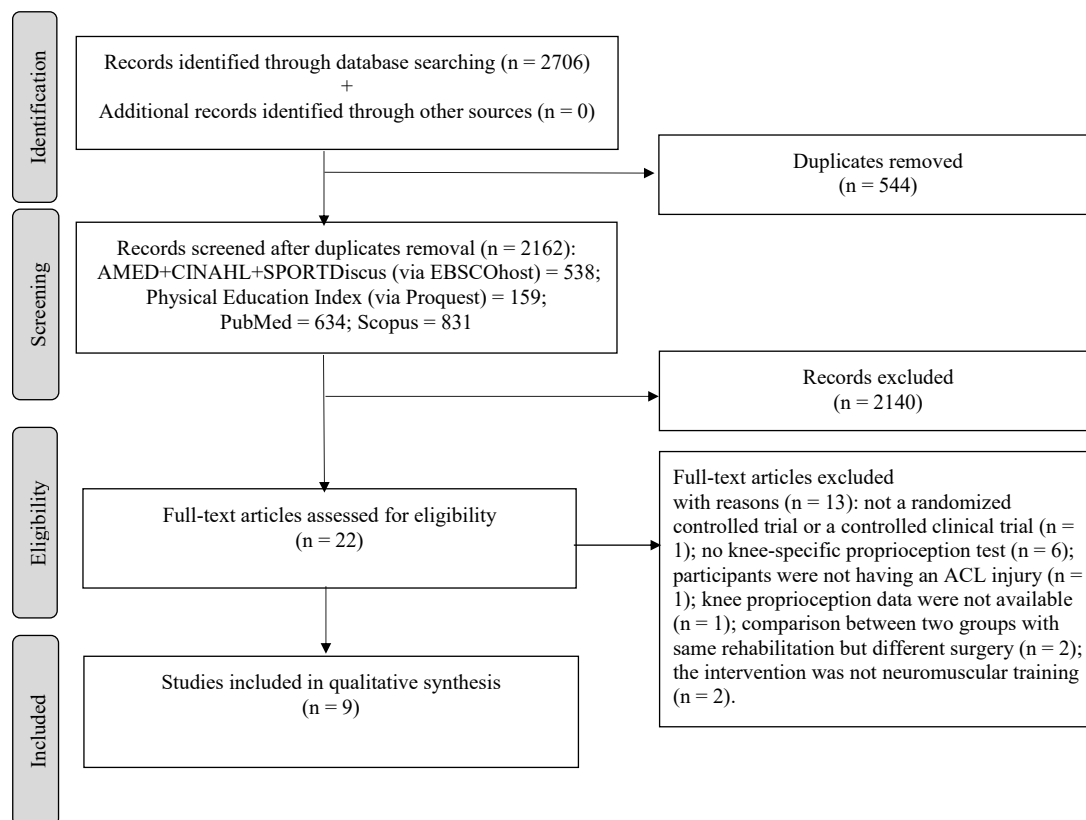 Identification
Records identified through database searching (n = 2706)
+
Additional records identified through other sources (n = 0)
Duplicates removed
(n = 544)
Screening
Records screened after duplicates removal (n = 2162):
AMED+CINAHL+SPORTDiscus (via EBSCOhost) = 538;
Physical Education Index (via Proquest) = 159;
PubMed = 634; Scopus = 831
Records excluded
(n = 2140)
Eligibility
Full-text articles assessed for eligibility
(n = 22)
Full-text articles excluded
with reasons (n = 13): not a randomized
controlled trial or a controlled clinical trial (n =
1); no knee-specific proprioception test (n = 6);
participants were not having an ACL injury (n =
1); knee proprioception data were not available
(n = 1); comparison between two groups with
same rehabilitation but different surgery (n = 2);
the intervention was not neuromuscular training
(n = 2).
Included
Studies included in qualitative synthesis
(n = 9)